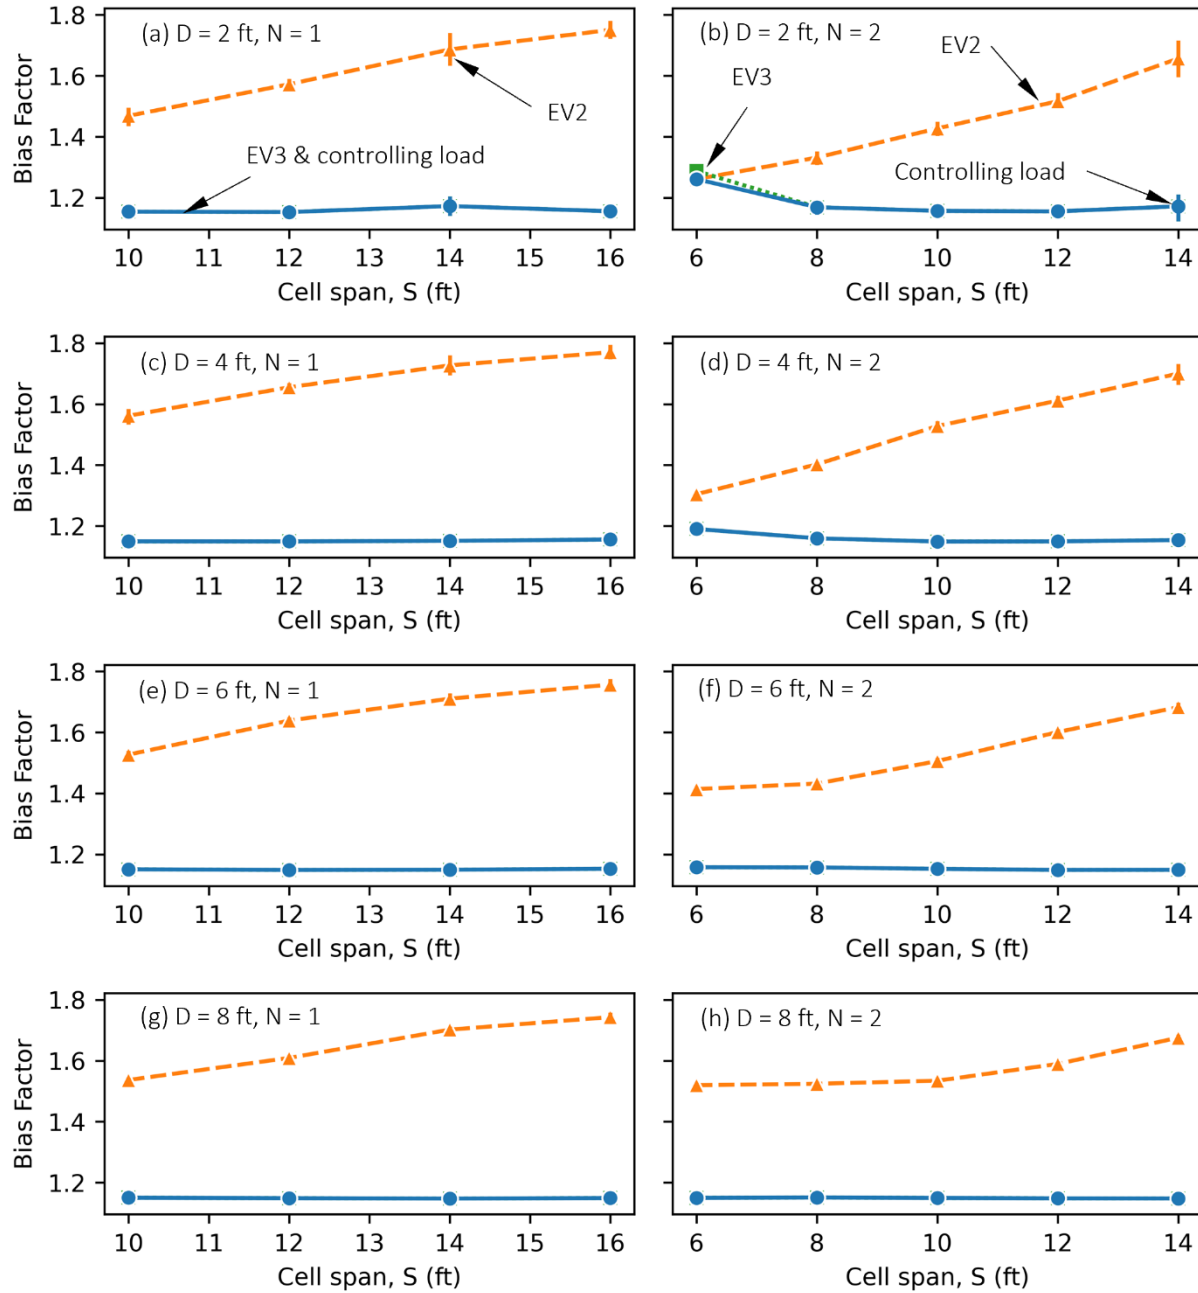 (a) D = 2 ft, N = 1
EV2
EV3 & controlling load
1.8
1.6
1.4
1.2
Bias Factor
10 11 12 13 14 15 16
Cell span, S (ft)
(b) D = 2 ft, N = 2
EV2
EV3
Controlling load
6 8 10 12 14
Cell span, S (ft)
(c) D = 4 ft, N = 1
1.8
1.6
1.4
1.2
Bias Factor
10 11 12 13 14 15 16
Cell span, S (ft)
(d) D = 4 ft, N = 2
6 8 10 12 14
Cell span, S (ft)
(e) D = 6 ft, N = 1
1.8
1.6
1.4
1.2
Bias Factor
10 11 12 13 14 15 16
Cell span, S (ft)
(f) D = 6 ft, N = 2
6 8 10 12 14
Cell span, S (ft)
(g) D = 8 ft, N = 1
1.8
1.6
1.4
1.2
Bias Factor
10 11 12 13 14 15 16
Cell span, S (ft)
(h) D = 8 ft, N = 2
6 8 10 12 14
Cell span, S (ft)